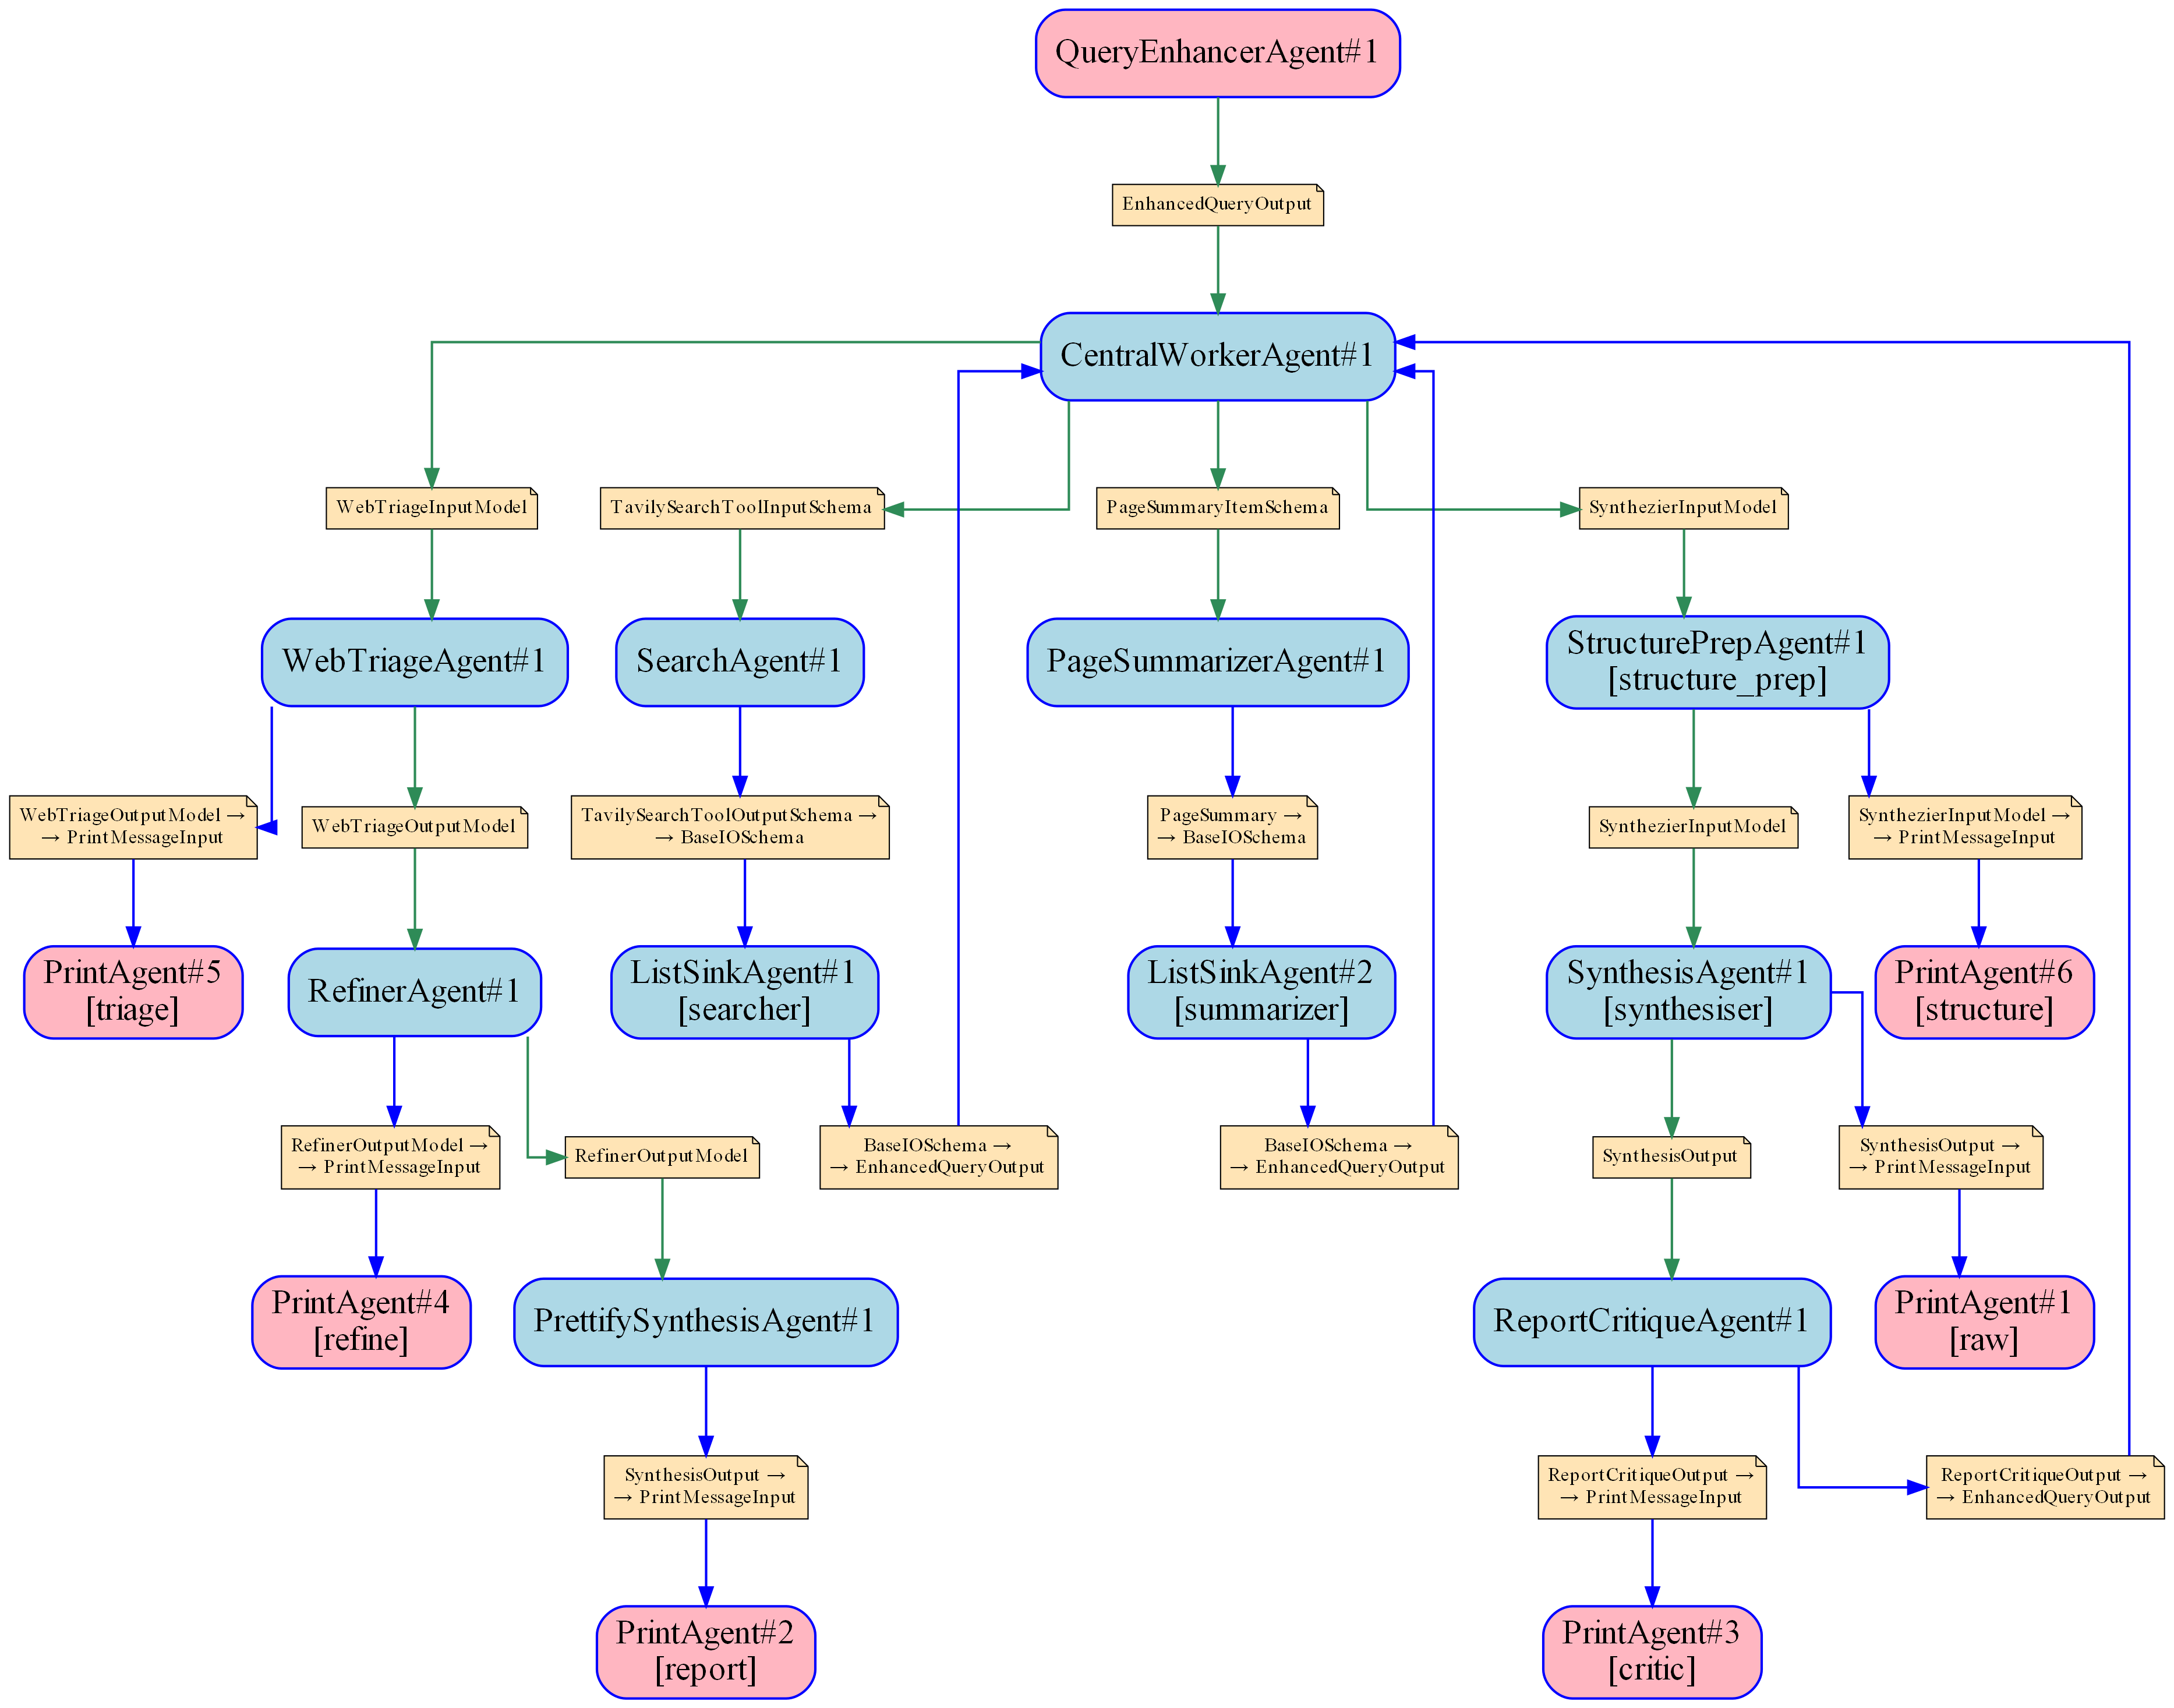 QueryEnhancerAgent#1
EnhancedQueryOutput
CentralWorkerAgent#1
WebTriageInputModel
TavilySearchToolInputSchema
PageSummaryItemSchema
SynthezierInputModel
WebTriageAgent#1
SearchAgent#1
PageSummarizerAgent#1
StructurePrepAgent#1
[structure_prep]
WebTriageOutputModel →
→ PrintMessageInput
WebTriageOutputModel
TavilySearchToolOutputSchema →
→ BaseIOSchema
PageSummary →
→ BaseIOSchema
SynthezierInputModel
SynthezierInputModel →
→ PrintMessageInput
PrintAgent#5
[triage]
RefinerAgent#1
ListSinkAgent#1
[searcher]
ListSinkAgent#2
[summarizer]
SynthesisAgent#1
[synthesiser]
PrintAgent#6
[structure]
RefinerOutputModel →
→ PrintMessageInput
RefinerOutputModel
BaseIOSchema →
→ EnhancedQueryOutput
BaseIOSchema →
→ EnhancedQueryOutput
SynthesisOutput
SynthesisOutput →
→ PrintMessageInput
PrintAgent#4
[refine]
PrettifySynthesisAgent#1
ReportCritiqueAgent#1
PrintAgent#1
[raw]
SynthesisOutput →
→ PrintMessageInput
ReportCritiqueOutput →
→ PrintMessageInput
ReportCritiqueOutput →
→ EnhancedQueryOutput
PrintAgent#2
[report]
PrintAgent#3
[critic]